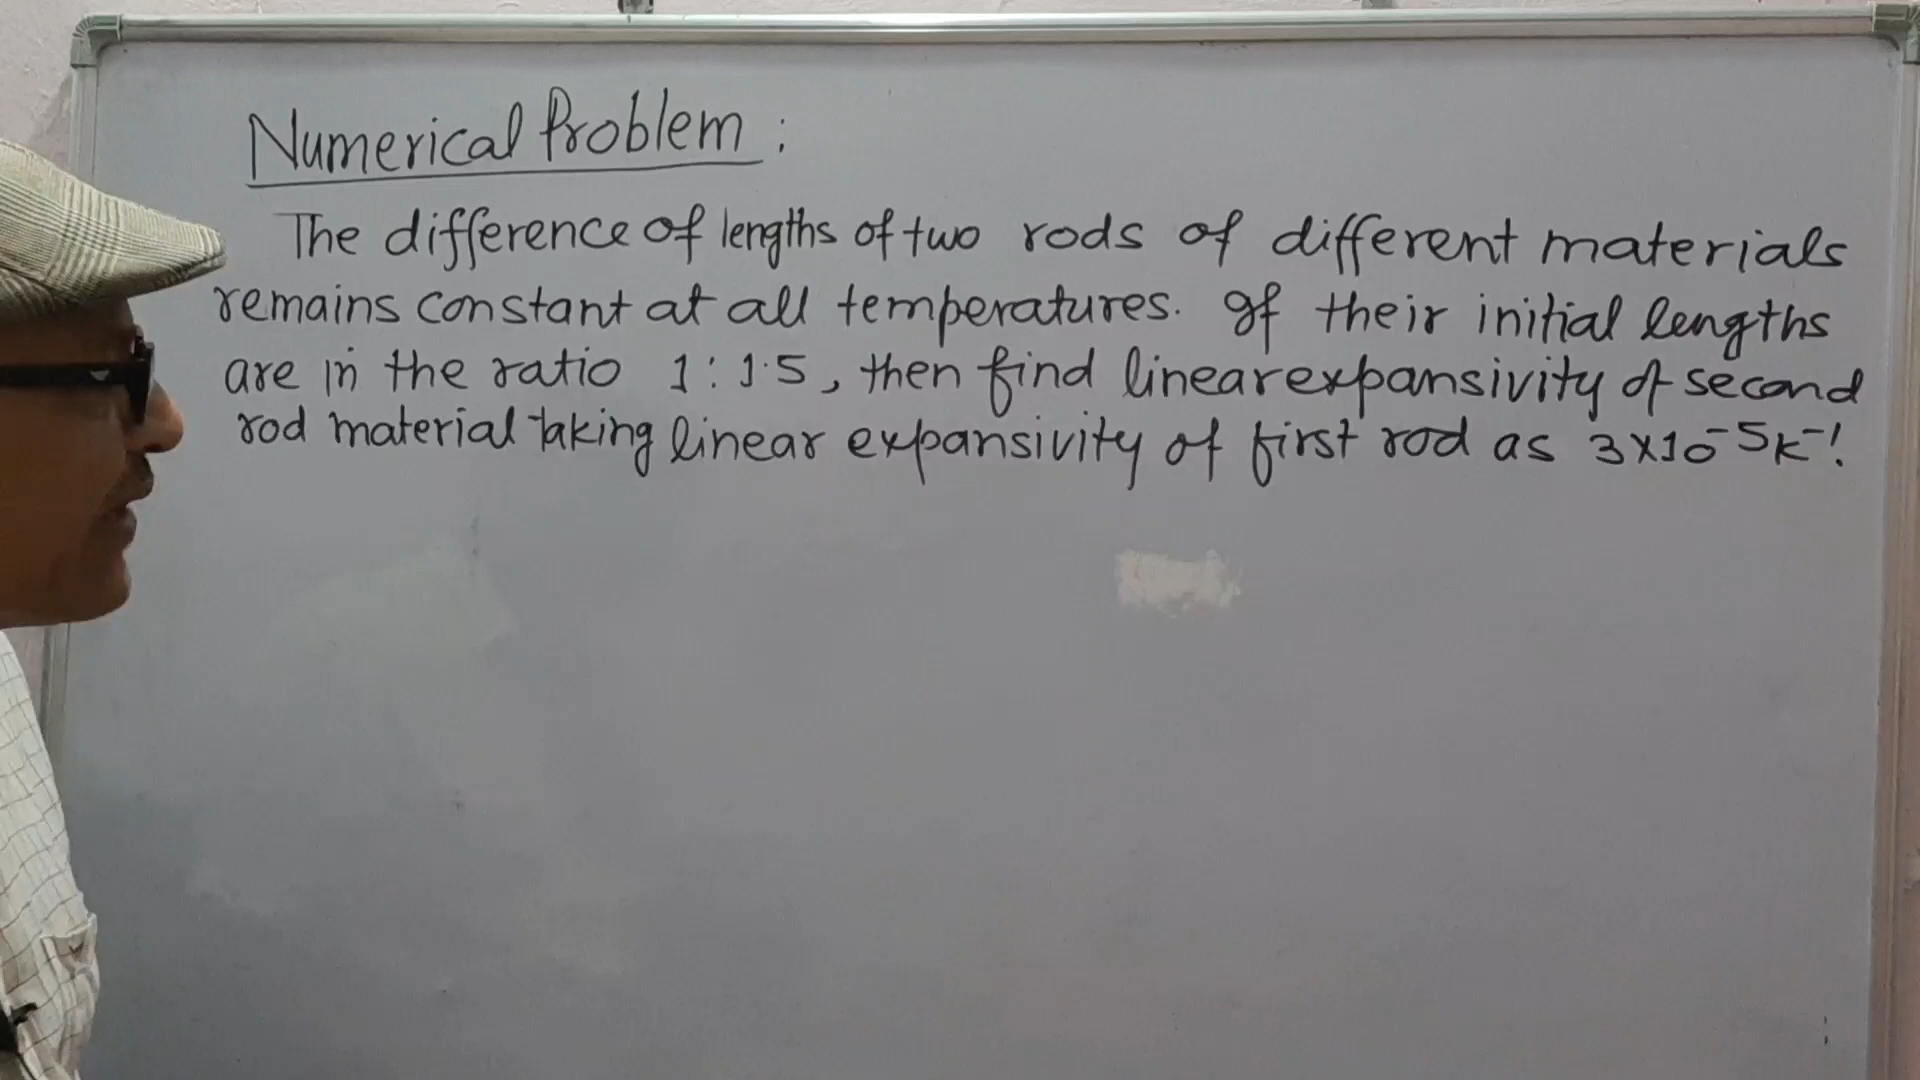 Numerical Problem :
The difference of lengths of two rods of different materials
remains constant at all temperatures. If their initial lengths
are in the ratio 1 : 1.5, then find linear expansivity of second
rod material taking linear expansivity of first rod as 3×10⁻⁵K⁻¹.